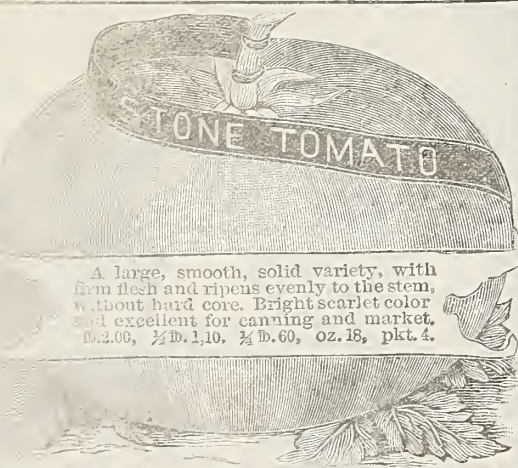 STONE TOMATO
A large, smooth, solid variety, with
firm flesh and ripens evenly to the stem,
without hard core. Bright scarlet color
and excellent for canning and market.
lb. 2.00, ½ lb. 1,10, ¼ lb. 60, oz. 18, pkt. 4.